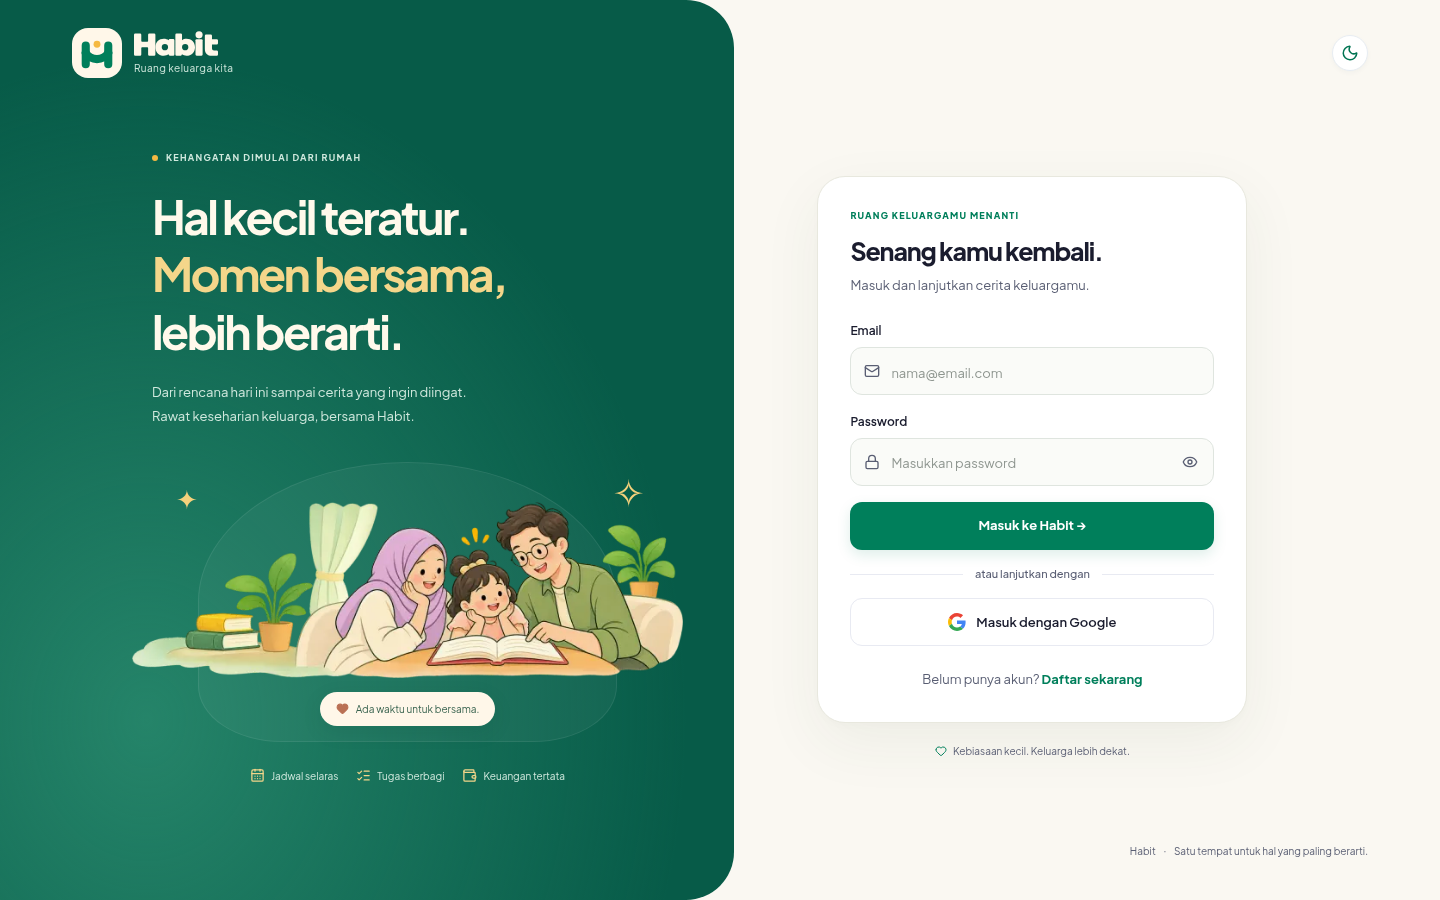 Habit
Ruang keluarga kita
KEHANGATAN DIMULAI DARI RUMAH
Hal kecil teratur.
Momen bersama,
lebih berarti.
Dari rencana hari ini sampai cerita yang ingin diingat.
Rawat keseharian keluarga, bersama Habit.
Ada waktu untuk bersama.
Jadwal selaras
Tugas berbagi
Keuangan tertata
RUANG KELUARGAMU MENANTI
Senang kamu kembali.
Masuk dan lanjutkan cerita keluargamu.
Email
nama@email.com
Password
Masukkan password
Masuk ke Habit →
atau lanjutkan dengan
Masuk dengan Google
Belum punya akun? Daftar sekarang
Kebiasaan kecil. Keluarga lebih dekat.
Habit · Satu tempat untuk hal yang paling berarti.